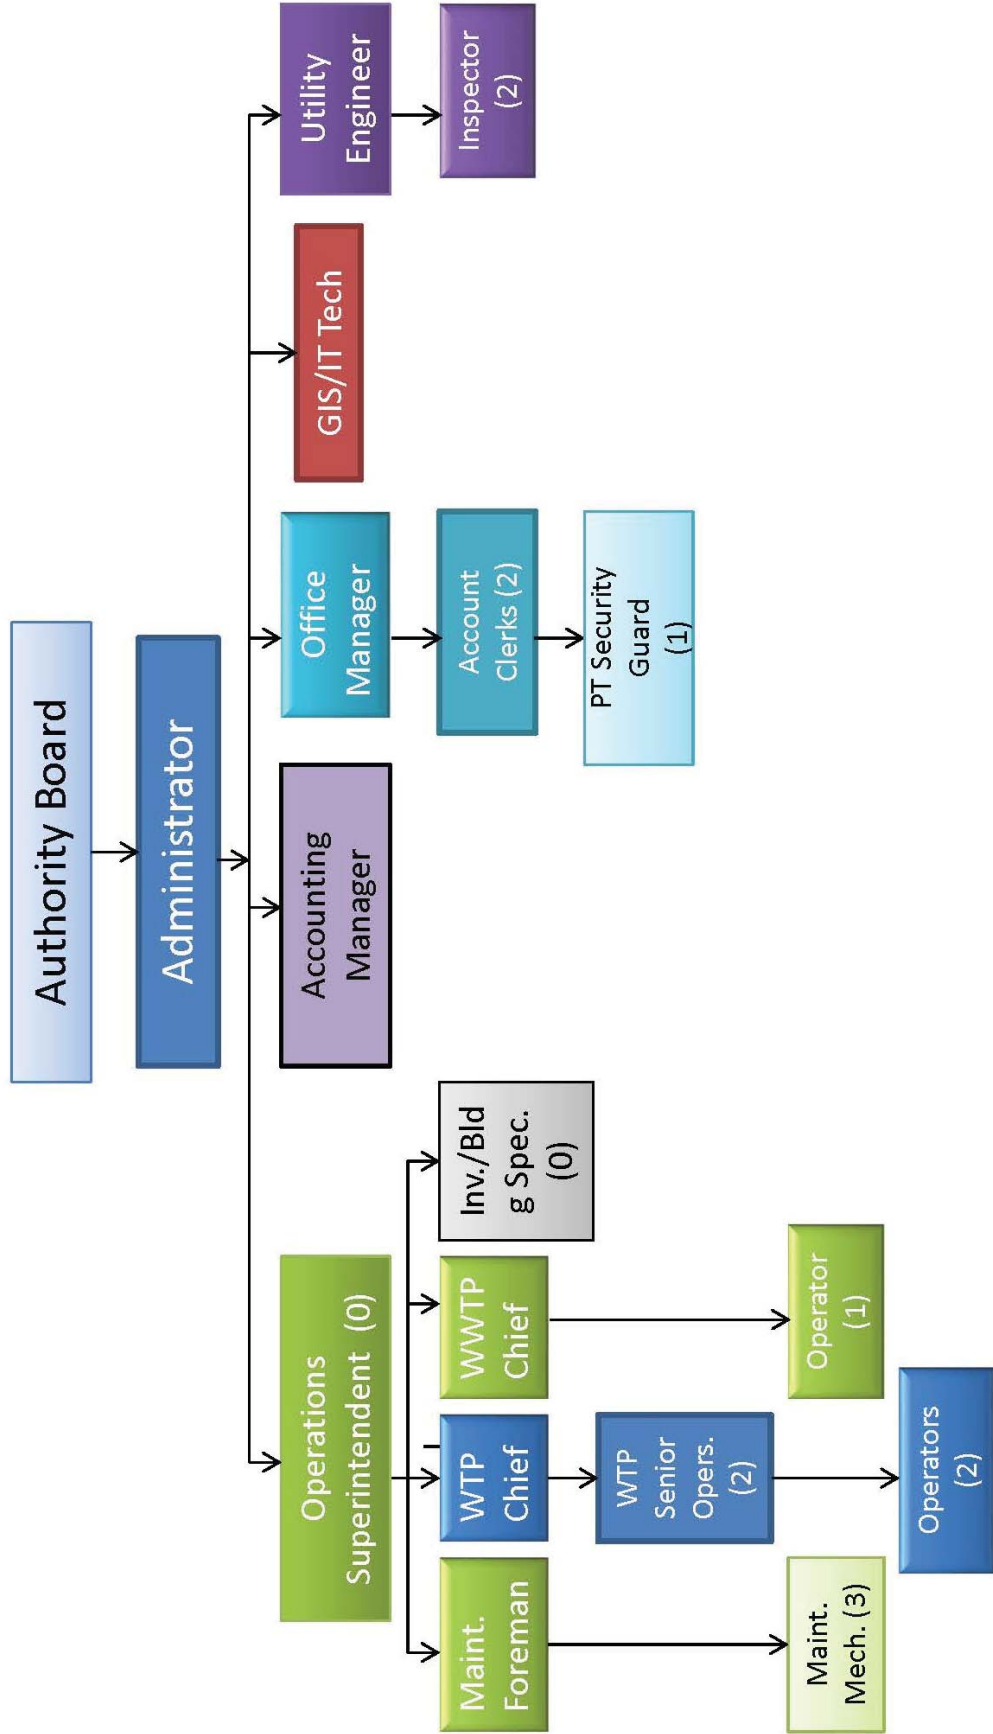 Authority Board
Administrator
Operations
Superintendent (0)
Accounting
Manager
Office
Manager
GIS/IT Tech
Utility
Engineer
Maint.
Foreman
WTP
Chief
WWTP
Chief
Inv./Bld
g Spec.
(0)
Account
Clerks (2)
Inspector
(2)
WTP
Senior
Opers.
(2)
PT Security
Guard
(1)
Maint.
Mech. (3)
Operator
(1)
Operators
(2)